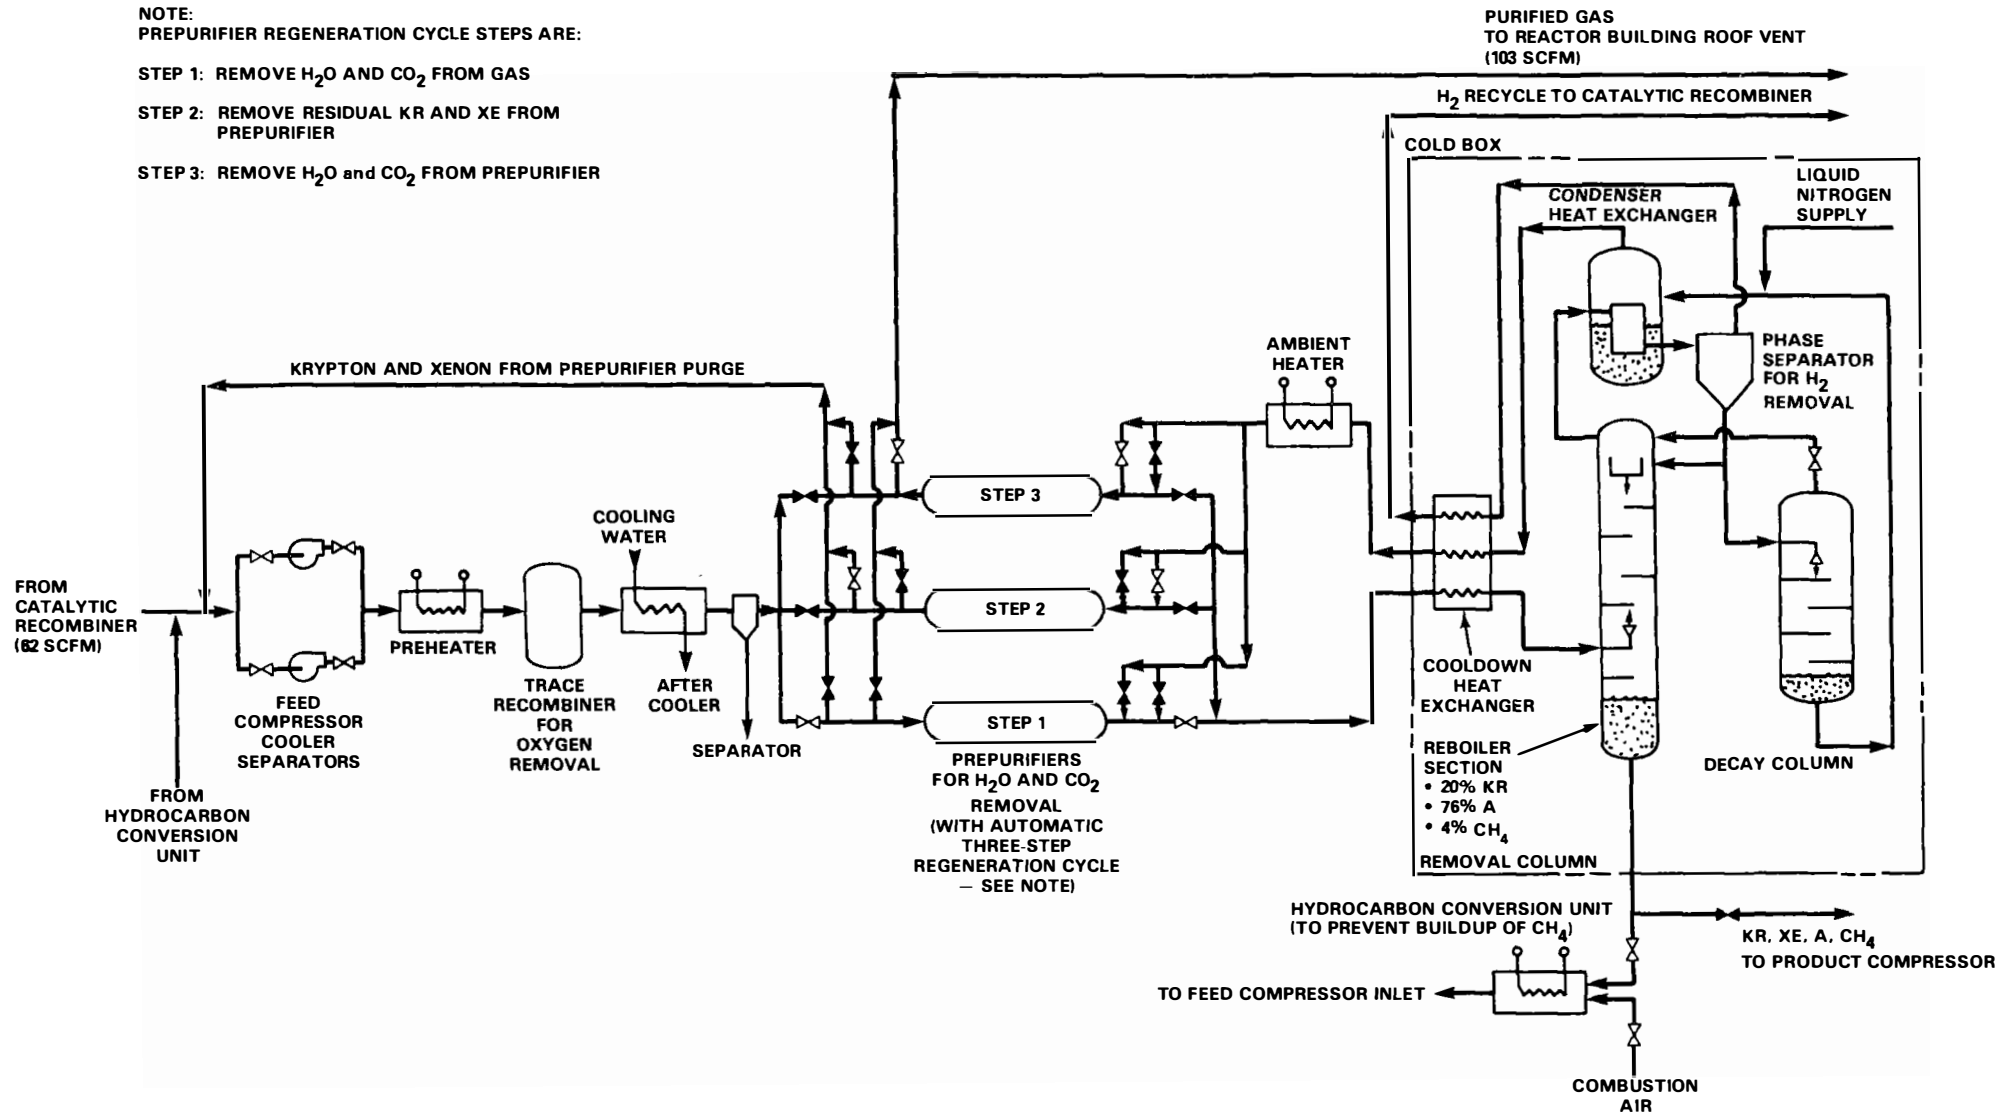 NOTE:
PREPURIFIER REGENERATION CYCLE STEPS ARE:
STEP 1: REMOVE H2O AND CO2 FROM GAS
STEP 2: REMOVE RESIDUAL KR AND XE FROM
PREPURIFIER
STEP 3: REMOVE H2O and CO2 FROM PREPURIFIER
PURIFIED GAS
TO REACTOR BUILDING ROOF VENT
(103 SCFM)
H2 RECYCLE TO CATALYTIC RECOMBINER
COLD BOX
LIQUID
NITROGEN
SUPPLY
CONDENSER
HEAT EXCHANGER
PHASE
SEPARATOR
FOR H2
REMOVAL
AMBIENT
HEATER
KRYPTON AND XENON FROM PREPURIFIER PURGE
STEP 3
COOLING
WATER
FROM
CATALYTIC
RECOMBINER
(62 SCFM)
PREHEATER
STEP 2
FEED
COMPRESSOR
COOLER
SEPARATORS
TRACE
RECOMBINER
FOR
OXYGEN
REMOVAL
AFTER
COOLER
SEPARATOR
STEP 1
PREPURIFIERS
FOR H2O AND CO2
REMOVAL
(WITH AUTOMATIC
THREE-STEP
REGENERATION CYCLE
— SEE NOTE)
COOLDOWN
HEAT
EXCHANGER
REBOILER
SECTION
• 20% KR
• 76% A
• 4% CH4
DECAY COLUMN
REMOVAL COLUMN
FROM
HYDROCARBON
CONVERSION
UNIT
HYDROCARBON CONVERSION UNIT
(TO PREVENT BUILDUP OF CH4)
KR, XE, A, CH4
TO PRODUCT COMPRESSOR
TO FEED COMPRESSOR INLET
COMBUSTION
AIR